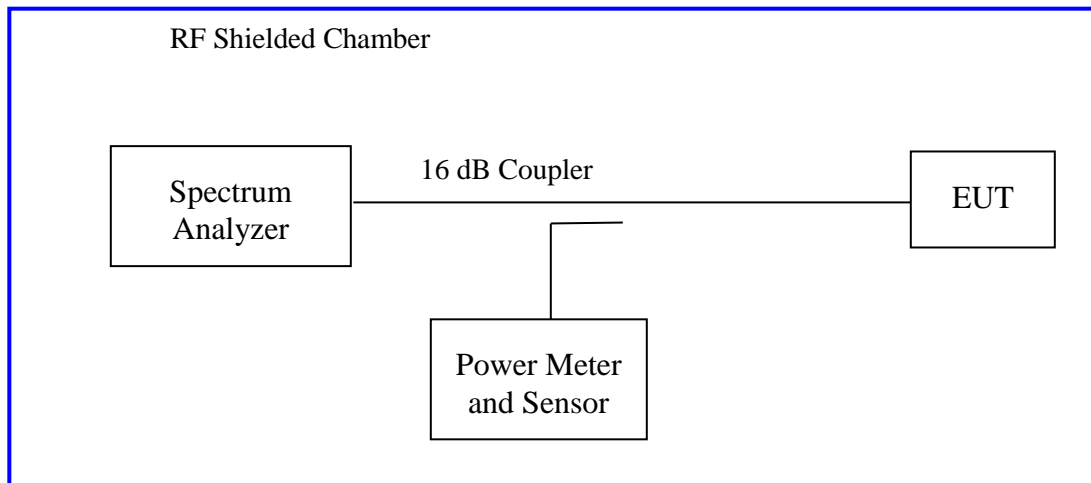 RF Shielded Chamber
16 dB Coupler
Spectrum
Analyzer
EUT
Power Meter
and Sensor